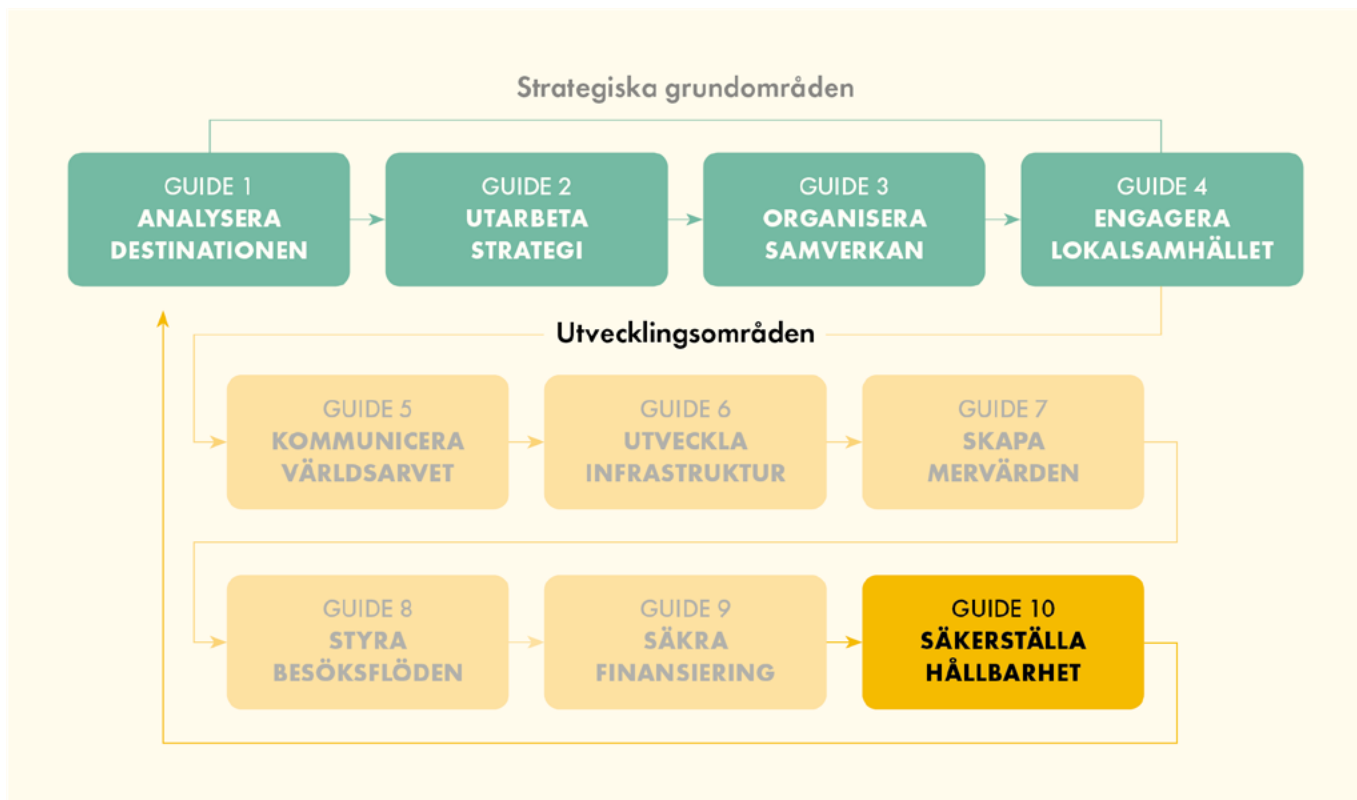 Strategiska grundområden
GUIDE 1
ANALYSERA
DESTINATIONEN
GUIDE 2
UTARBETA
STRATEGI
GUIDE 3
ORGANISERA
SAMVERKAN
GUIDE 4
ENGAGERA
LOKALSAMHÄLLET
Utvecklingsområden
GUIDE 5
KOMMUNICERA
VÄRLDSARVET
GUIDE 6
UTVECKLA
INFRASTRUKTUR
GUIDE 7
SKAPA
MERVÄRDEN
GUIDE 8
STYRA
BESÖKSFLÖDEN
GUIDE 9
SÄKRA
FINANSIERING
GUIDE 10
SÄKERSTÄLLA
HÅLLBARHET